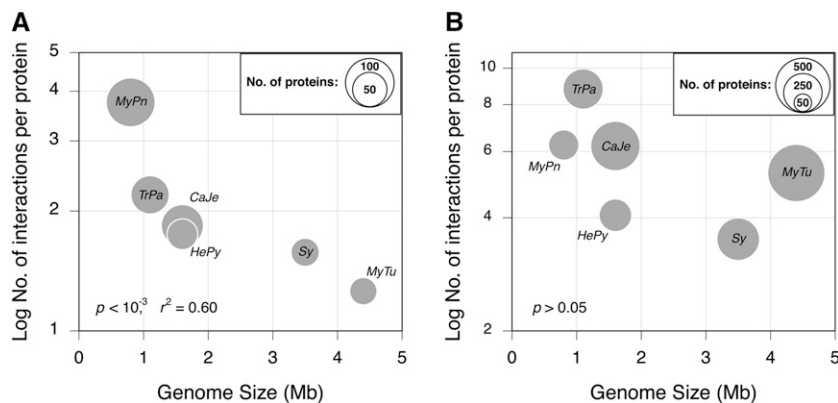 A
Log No. of interactions per protein
5
4
3
2
1
No. of proteins:
100
50
MyPn
TrPa
CaJe
HePy
Sy
MyTu
p < 10,-3 r2 = 0.60
0 1 2 3 4 5
Genome Size (Mb)
B
Log No. of interactions per protein
10
8
6
4
2
No. of proteins:
500
250
50
TrPa
MyPn
CaJe
MyTu
HePy
Sy
p > 0.05
0 1 2 3 4 5
Genome Size (Mb)